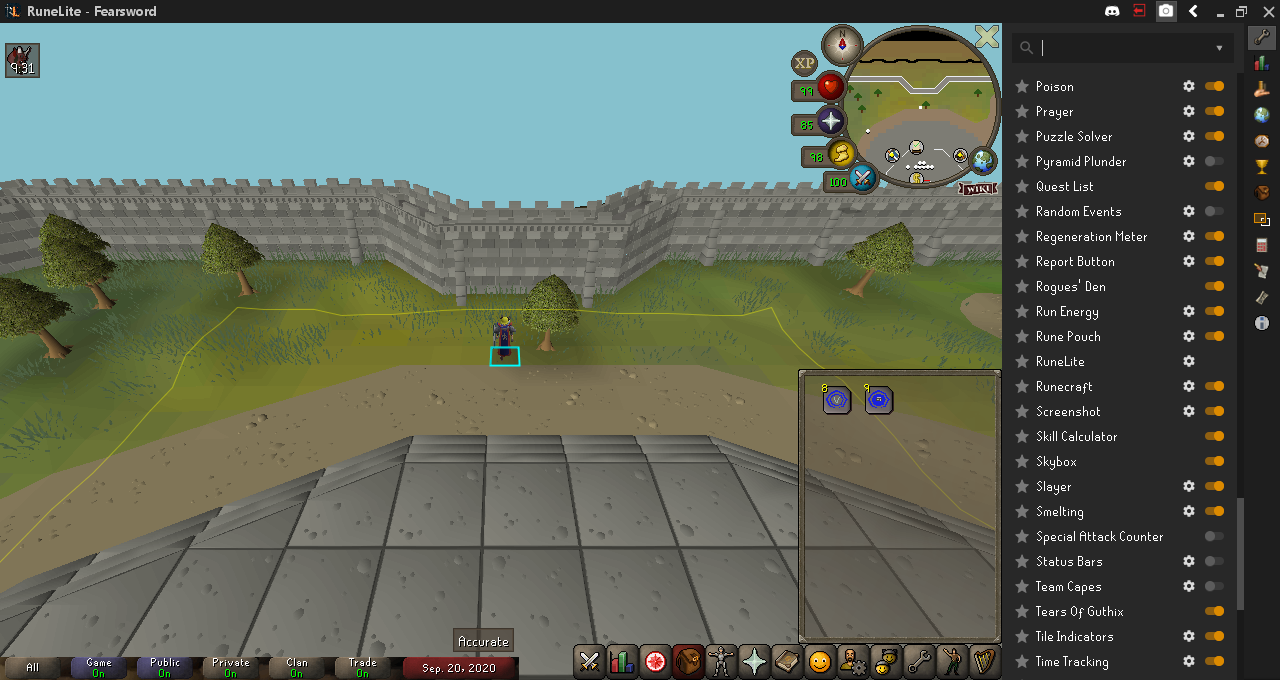 RuneLite - Fearsword
9:31
N
XP
99
85
98
100
WIKI
Poison
Prayer
Puzzle Solver
Pyramid Plunder
Quest List
Random Events
Regeneration Meter
Report Button
Rogues' Den
Run Energy
Rune Pouch
RuneLite
Runecraft
Screenshot
Skill Calculator
Skybox
Slayer
Smelting
Special Attack Counter
Status Bars
Team Capes
Tears Of Guthix
Tile Indicators
Time Tracking
8 9
Accurate
All
Game
On
Public
On
Private
On
Clan
On
Trade
On
Sep. 20, 2020